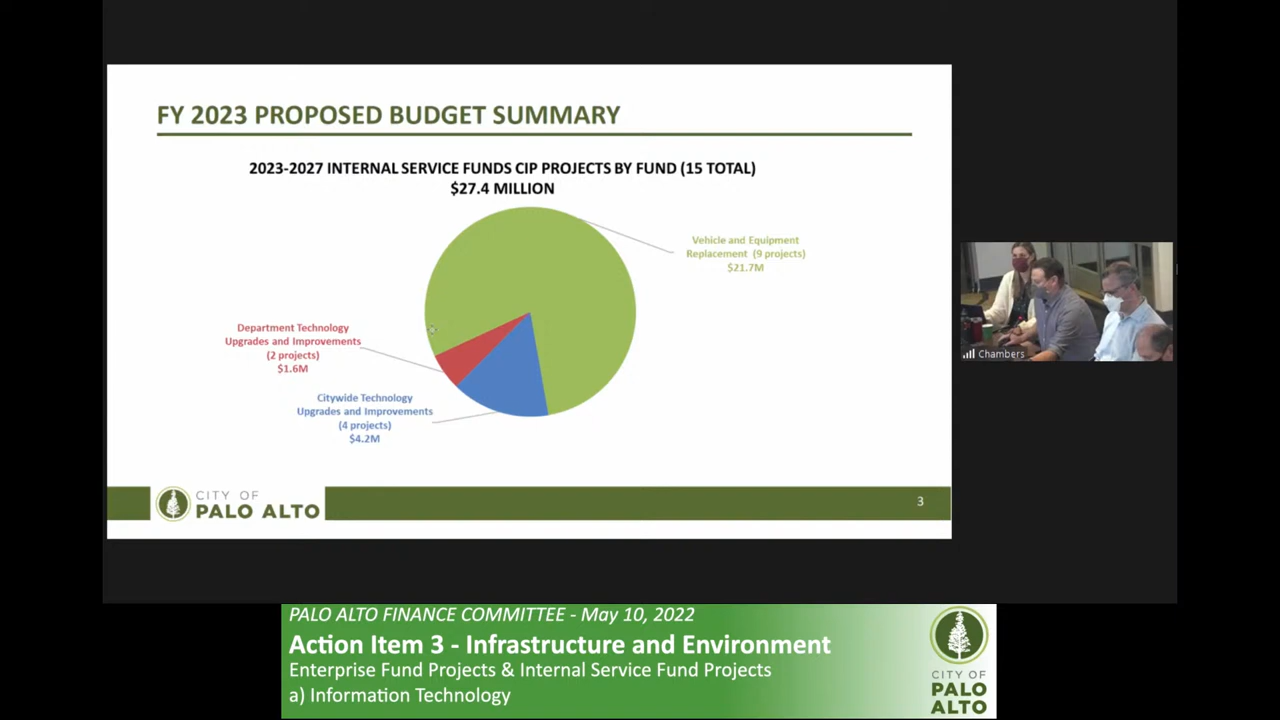 FY 2023 PROPOSED BUDGET SUMMARY
2023-2027 INTERNAL SERVICE FUNDS CIP PROJECTS BY FUND (15 TOTAL)
$27.4 MILLION
Vehicle and Equipment
Replacement (9 projects)
$21.7M
Department Technology
Upgrades and Improvements
(2 projects)
$1.6M
Citywide Technology
Upgrades and Improvements
(4 projects)
$4.2M
CITY OF
PALO ALTO
3
Chambers
PALO ALTO FINANCE COMMITTEE - May 10, 2022
Action Item 3 - Infrastructure and Environment
Enterprise Fund Projects & Internal Service Fund Projects
a) Information Technology
CITY OF
PALO
ALTO